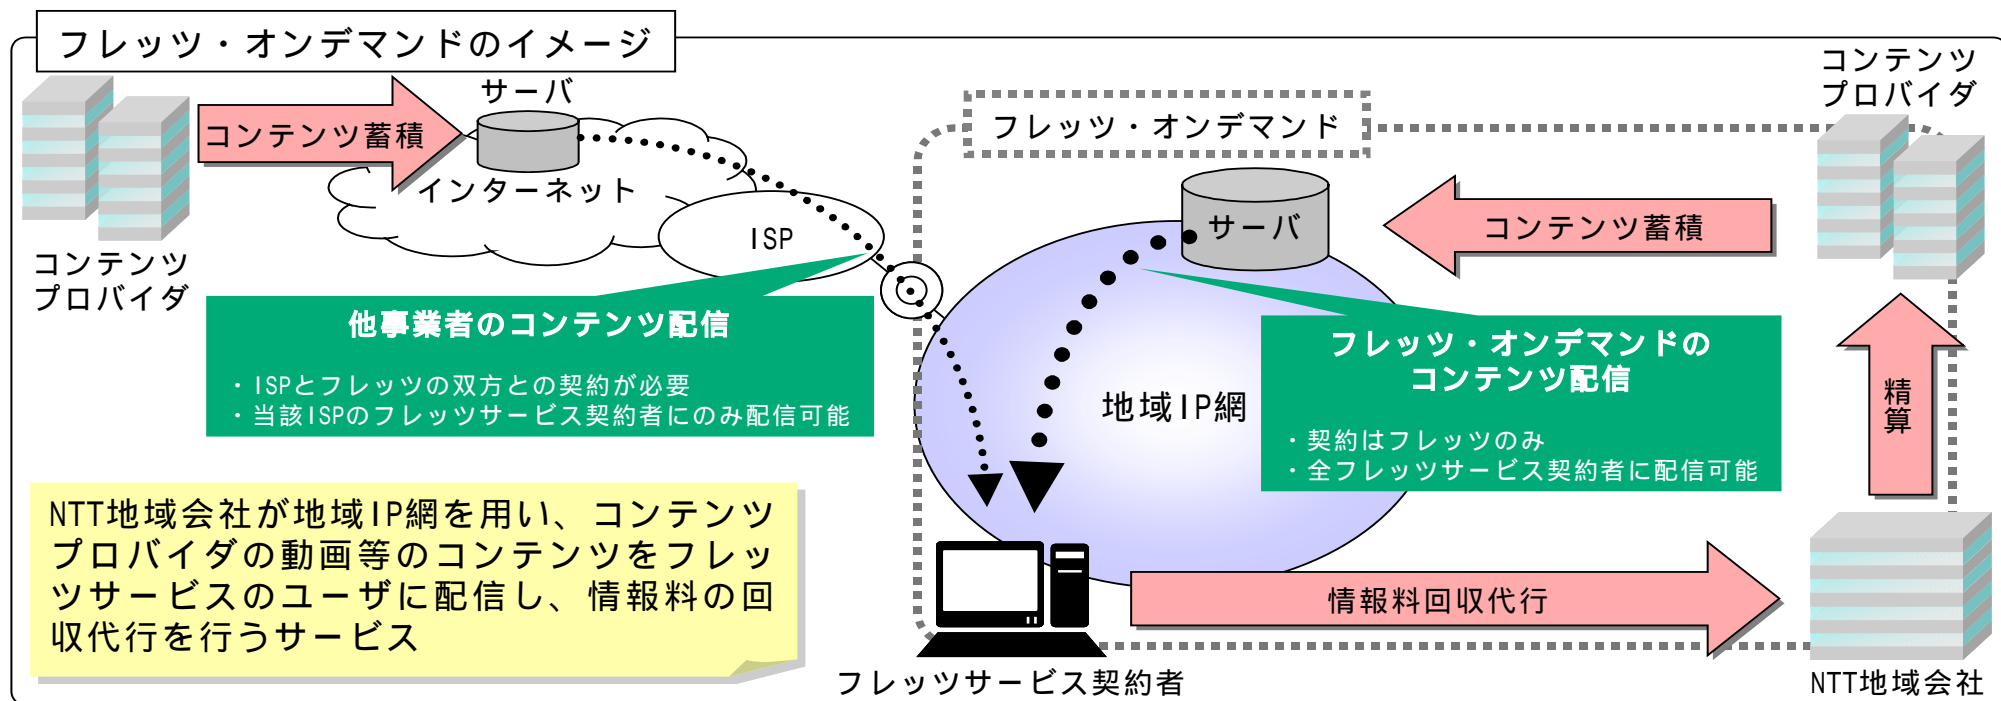 フレッツ・オンデマンドのイメージ
コンテンツ
プロバイダ
サーバ
コンテンツ蓄積
フレッツ・オンデマンド
インターネット
ISP
サーバ
コンテンツ蓄積
コンテンツ
プロバイダ
他事業者のコンテンツ配信
・ISPとフレッツの双方との契約が必要
・当該ISPのフレッツサービス契約者にのみ配信可能
フレッツ・オンデマンドの
コンテンツ配信
・契約はフレッツのみ
・全フレッツサービス契約者に配信可能
地域IP網
精算
NTT地域会社が地域IP網を用い、コンテンツ
プロバイダの動画等のコンテンツをフレッ
ツサービスのユーザに配信し、情報料の回
収代行を行うサービス
情報料回収代行
フレッツサービス契約者
NTT地域会社